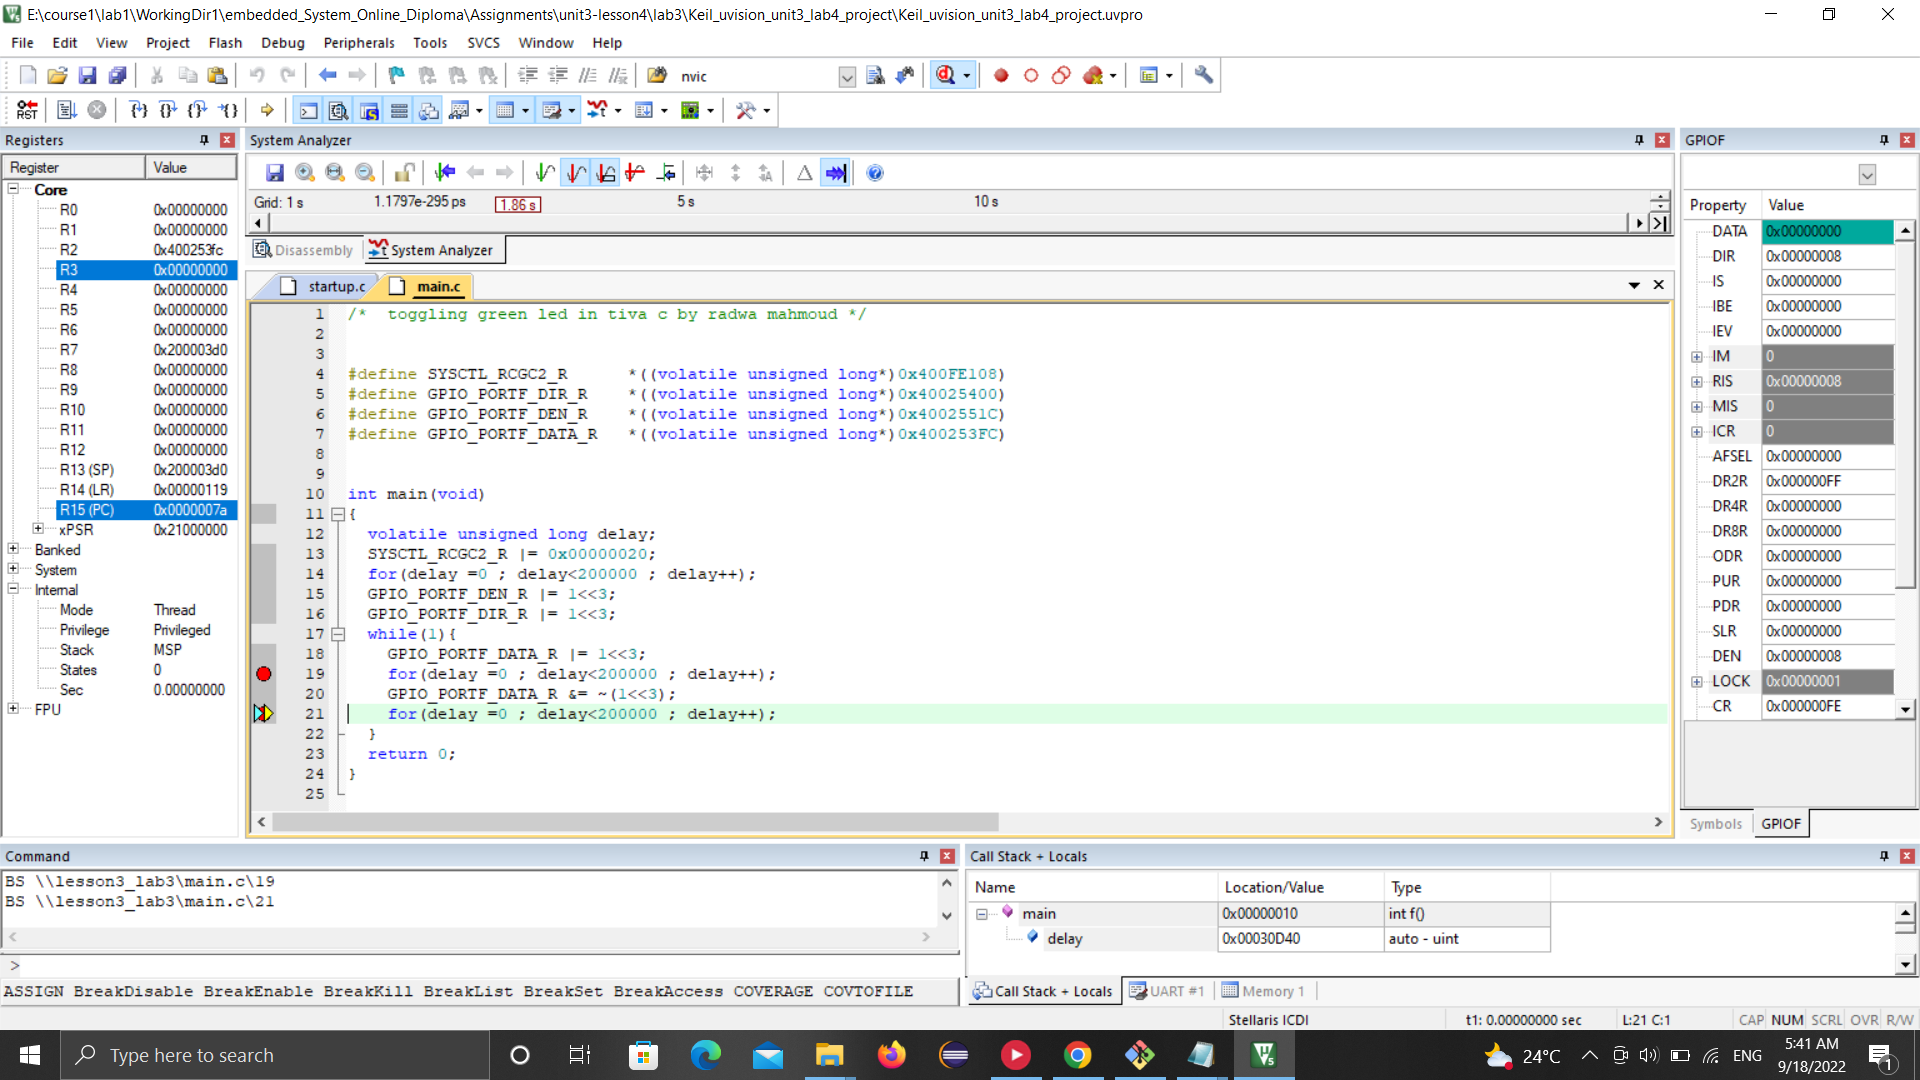 E:\course1\lab1\WorkingDir1\embedded_System_Online_Diploma\Assignments\unit3-lesson4\lab3\Keil_uvision_unit3_lab4_project\Keil_uvision_unit3_lab4_project.uvpro
File Edit View Project Flash Debug Peripherals Tools SVCS Window Help
nvic
RST
Registers
Register Value
Core
R0 0x00000000
R1 0x00000000
R2 0x400253fc
R3 0x00000000
R4 0x00000000
R5 0x00000000
R6 0x00000000
R7 0x200003d0
R8 0x00000000
R9 0x00000000
R10 0x00000000
R11 0x00000000
R12 0x00000000
R13 (SP) 0x200003d0
R14 (LR) 0x00000119
R15 (PC) 0x0000007a
xPSR 0x21000000
Banked
System
Internal
Mode Thread
Privilege Privileged
Stack MSP
States 0
Sec 0.00000000
FPU
System Analyzer
Grid: 1 s 1.1797e-295 ps 1.86 s 5 s 10 s
Disassembly System Analyzer
startup.c main.c
1 /*  toggling green led in tiva c by radwa mahmoud */
2
3
4 #define SYSCTL_RCGC2_R      *((volatile unsigned long*)0x400FE108)
5 #define GPIO_PORTF_DIR_R    *((volatile unsigned long*)0x40025400)
6 #define GPIO_PORTF_DEN_R    *((volatile unsigned long*)0x4002551C)
7 #define GPIO_PORTF_DATA_R   *((volatile unsigned long*)0x400253FC)
8
9
10 int main(void)
11 {
12   volatile unsigned long delay;
13   SYSCTL_RCGC2_R |= 0x00000020;
14   for(delay =0 ; delay<200000 ; delay++);
15   GPIO_PORTF_DEN_R |= 1<<3;
16   GPIO_PORTF_DIR_R |= 1<<3;
17   while(1){
18     GPIO_PORTF_DATA_R |= 1<<3;
19     for(delay =0 ; delay<200000 ; delay++);
20     GPIO_PORTF_DATA_R &= ~(1<<3);
21     for(delay =0 ; delay<200000 ; delay++);
22   }
23   return 0;
24 }
25
GPIOF
Property Value
DATA 0x00000000
DIR 0x00000008
IS 0x00000000
IBE 0x00000000
IEV 0x00000000
IM 0
RIS 0x00000008
MIS 0
ICR 0
AFSEL 0x00000000
DR2R 0x000000FF
DR4R 0x00000000
DR8R 0x00000000
ODR 0x00000000
PUR 0x00000000
PDR 0x00000000
SLR 0x00000000
DEN 0x00000008
LOCK 0x00000001
CR 0x000000FE
Symbols GPIOF
Command
BS \\lesson3_lab3\main.c\19
BS \\lesson3_lab3\main.c\21
>
ASSIGN BreakDisable BreakEnable BreakKill BreakList BreakSet BreakAccess COVERAGE COVTOFILE
Call Stack + Locals
Name Location/Value Type
main 0x00000010 int f()
delay 0x00030D40 auto - uint
Call Stack + Locals UART #1 Memory 1
Stellaris ICDI t1: 0.00000000 sec L:21 C:1 CAP NUM SCRL OVR R/W
Type here to search
24°C ENG 5:41 AM
9/18/2022
1